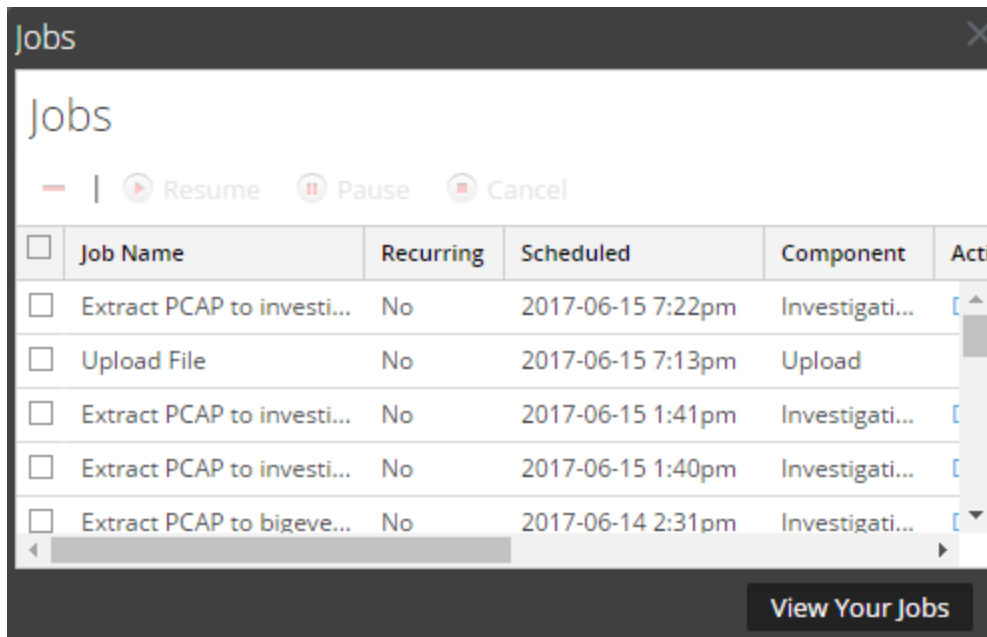 Jobs
Jobs
Resume Pause Cancel
Job Name Recurring Scheduled Component Acti
Extract PCAP to investi... No 2017-06-15 7:22pm Investigati...
Upload File No 2017-06-15 7:13pm Upload
Extract PCAP to investi... No 2017-06-15 1:41pm Investigati...
Extract PCAP to investi... No 2017-06-15 1:40pm Investigati...
Extract PCAP to bigeve... No 2017-06-14 2:31pm Investigati...
View Your Jobs